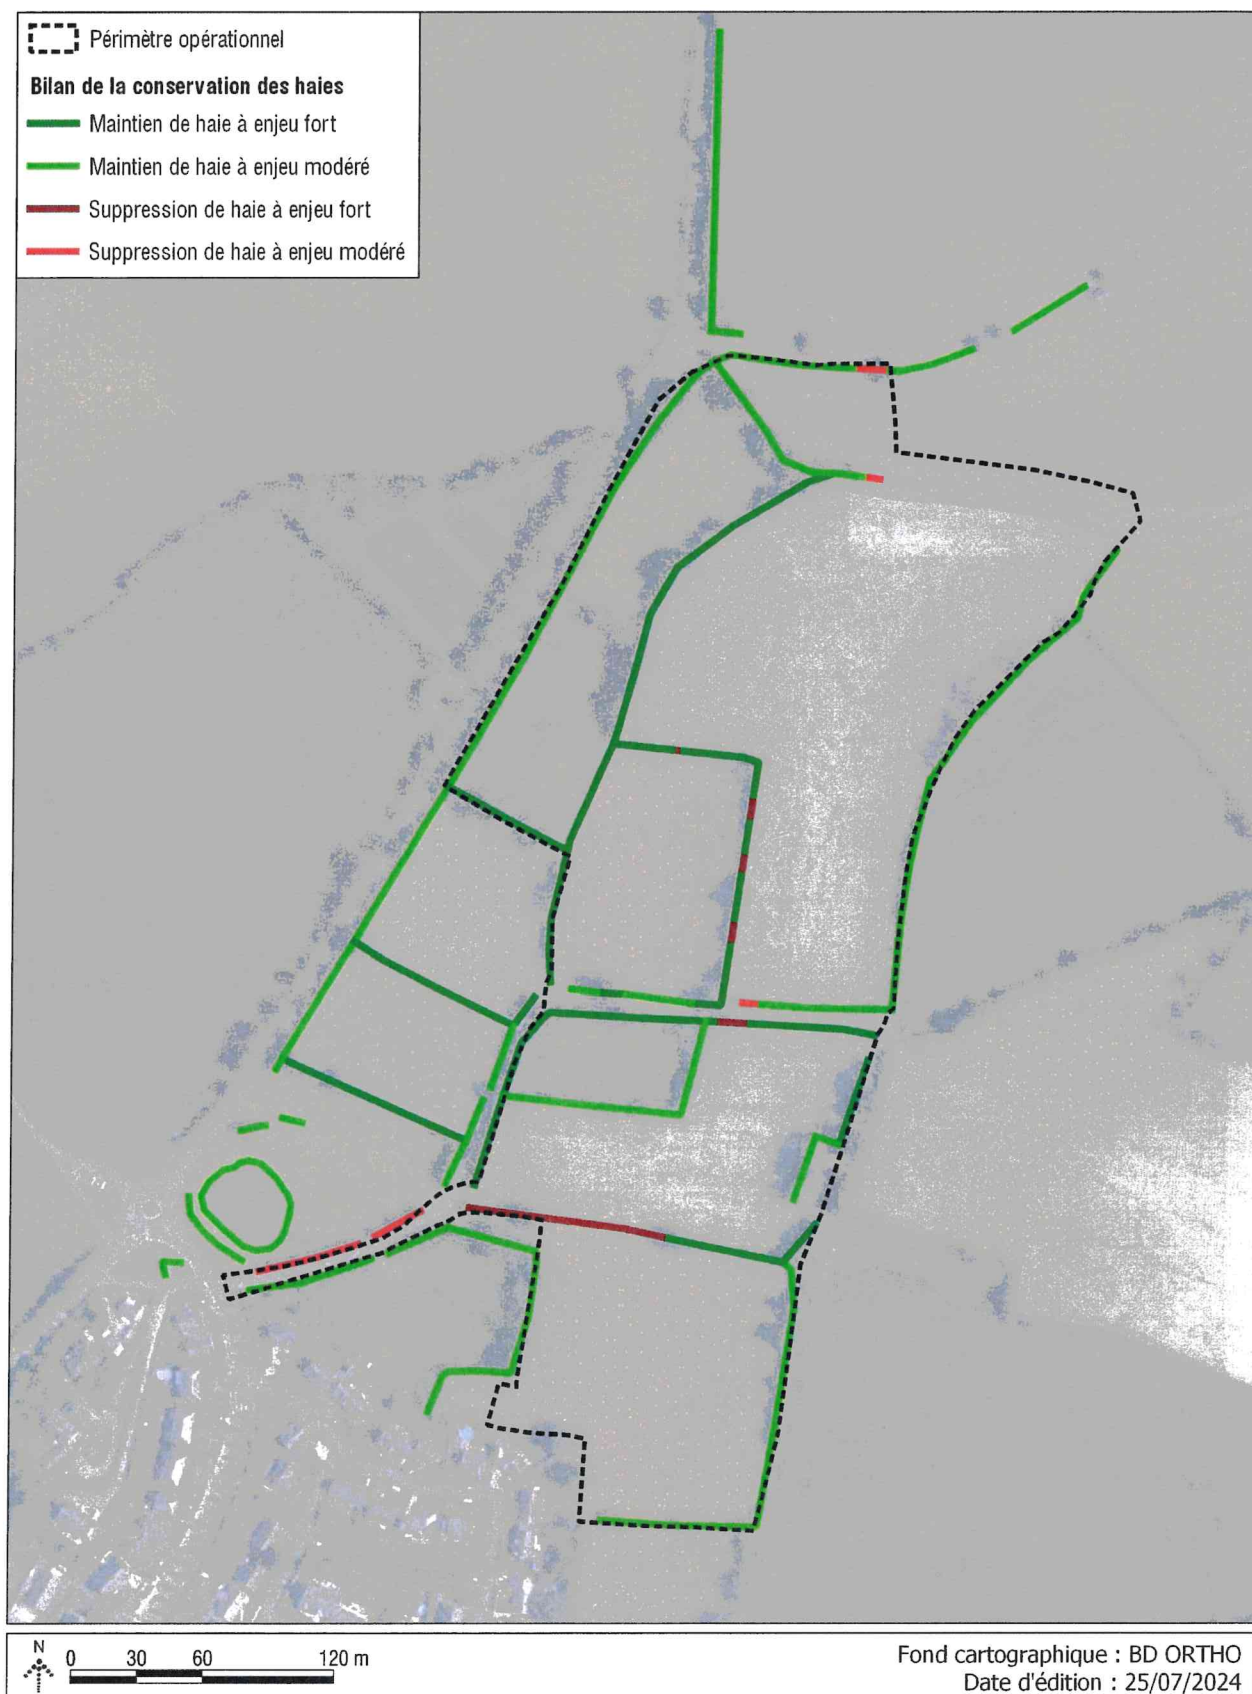 Périmètre opérationnel
Bilan de la conservation des haies
Maintien de haie à enjeu fort
Maintien de haie à enjeu modéré
Suppression de haie à enjeu fort
Suppression de haie à enjeu modéré
N
0 30 60 120 m
Fond cartographique : BD ORTHO
Date d'édition : 25/07/2024